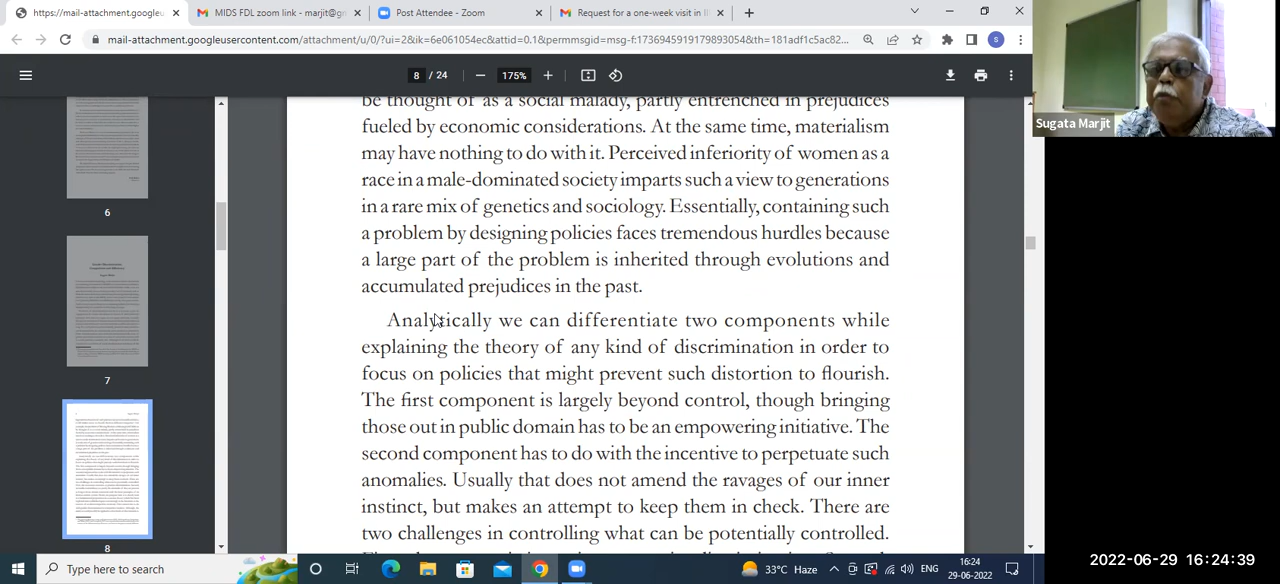 https://mail-attachment.googleu
MIDS FDL zoom link - marjit@gm
Post Attendee - Zoom
Request for a one-week visit in II
mail-attachment.googleusercontent.com/attachment/u/0/?ui=2&ik=6e061054ec&attid=0.1&permmsgid=msg-f:1736945919179893054&th=181adf1c5ac82...
S
8 / 24
175%
6
7
8
be thought of as a social malady, partly entrenched in prejudices
fueled by economic considerations. At the same time, materialism
may have nothing to do with it. Perceived inferiority of women as a
race in a male-dominated society imparts such a view to generations
in a rare mix of genetics and sociology. Essentially, containing such
a problem by designing policies faces tremendous hurdles because
a large part of the problem is inherited through evolutions and
accumulated prejudices in the past.
Analytically we can differentiate two components while
explaining the theory of any kind of discrimination in order to
focus on policies that might prevent such distortion to flourish.
The first component is largely beyond control, though bringing
those out in public domain has to be an empowering initiative. The
second component has to do with the incentive to perpetuate such
anomalies. Usually that does not amend the ravages of our inner
instinct, but makes an attempt to keep them in check. There are
two challenges in controlling what can be potentially controlled.
Sugata Marjit
Type here to search
33°C Haze
ENG
16:24
29-06-2022
2022-06-29 16:24:39